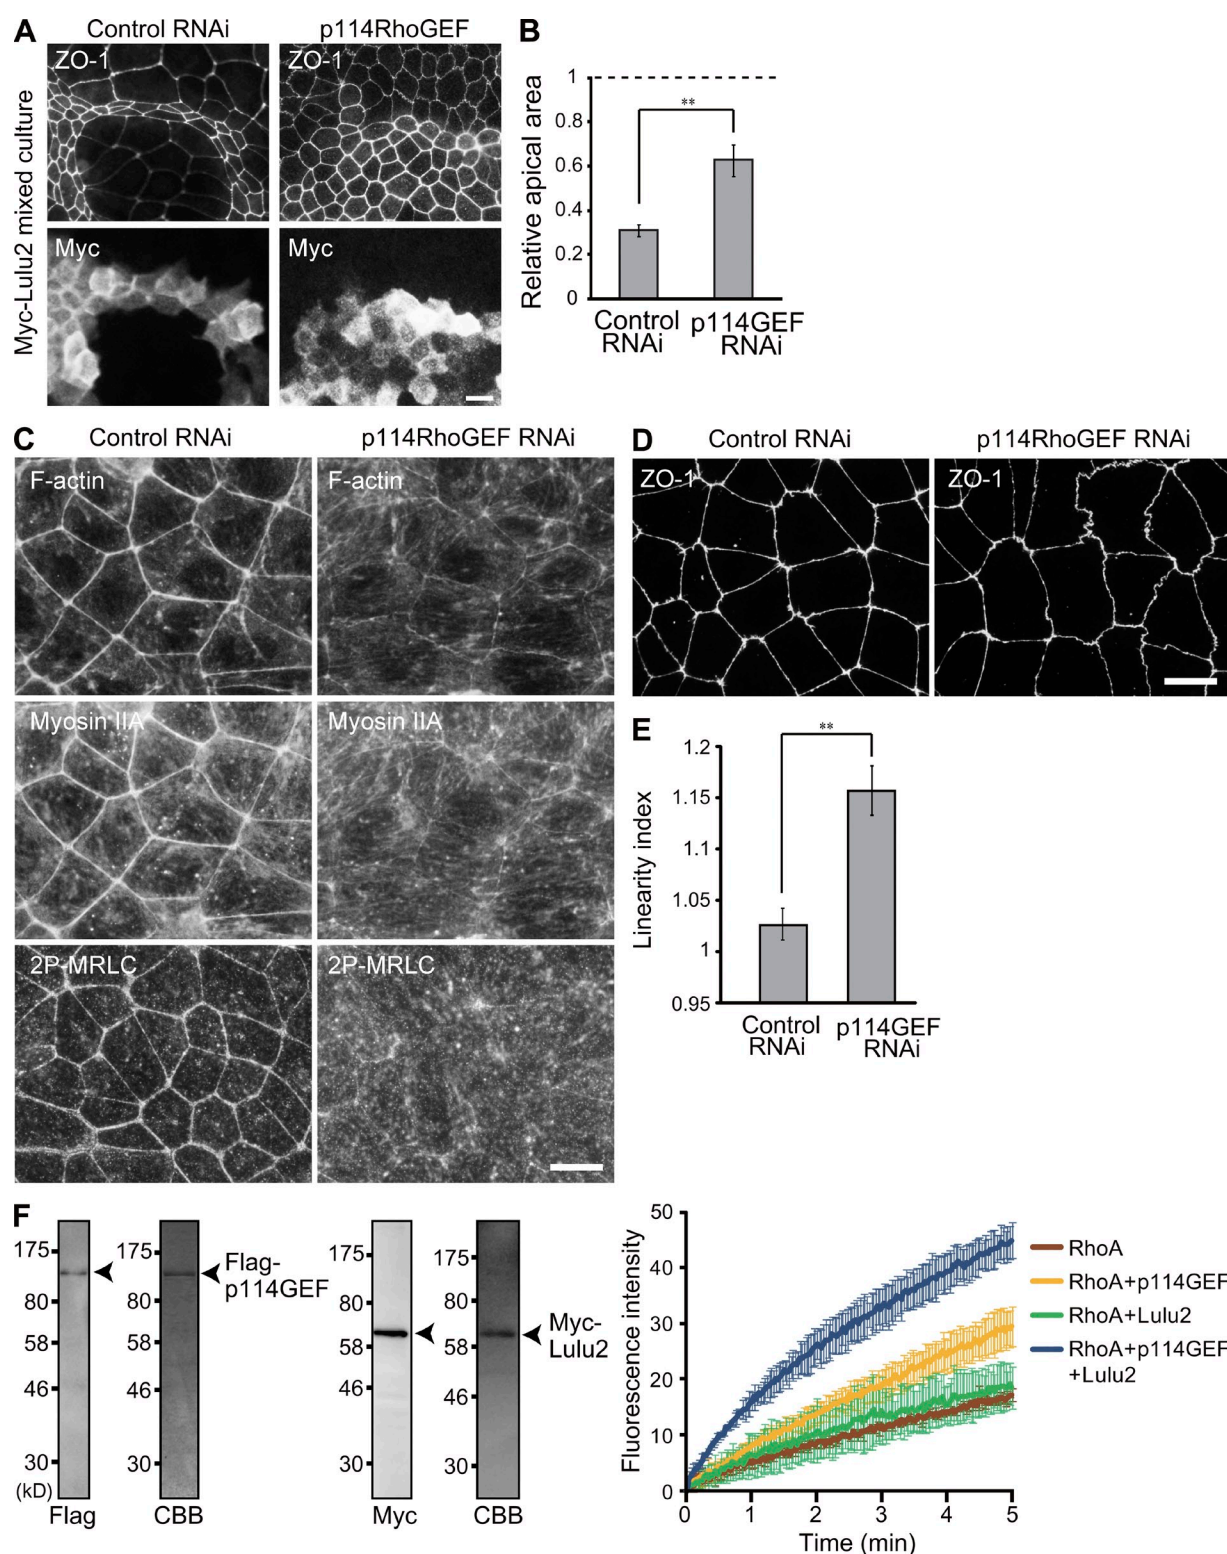 A
Control RNAi
p114RhoGEF
Myc-Lulu2 mixed culture
ZO-1
ZO-1
Myc
Myc
B
Relative apical area
1
0.8
0.6
0.4
0.2
0
**
Control
RNAi
p114GEF
RNAi
C
Control RNAi
p114RhoGEF RNAi
F-actin
F-actin
Myosin IIA
Myosin IIA
2P-MRLC
2P-MRLC
D
Control RNAi
p114RhoGEF RNAi
ZO-1
ZO-1
E
Linearity index
1.2
1.15
1.1
1.05
1
0.95
**
Control
RNAi
p114GEF
RNAi
F
175
80
58
46
30
(kD)
Flag
175
80
58
46
30
CBB
Flag-
p114GEF
175
80
58
46
30
Myc
175
80
58
46
30
CBB
Myc-
Lulu2
Fluorescence intensity
50
40
30
20
10
0
0 1 2 3 4 5
Time (min)
RhoA
RhoA+p114GEF
RhoA+Lulu2
RhoA+p114GEF
+Lulu2